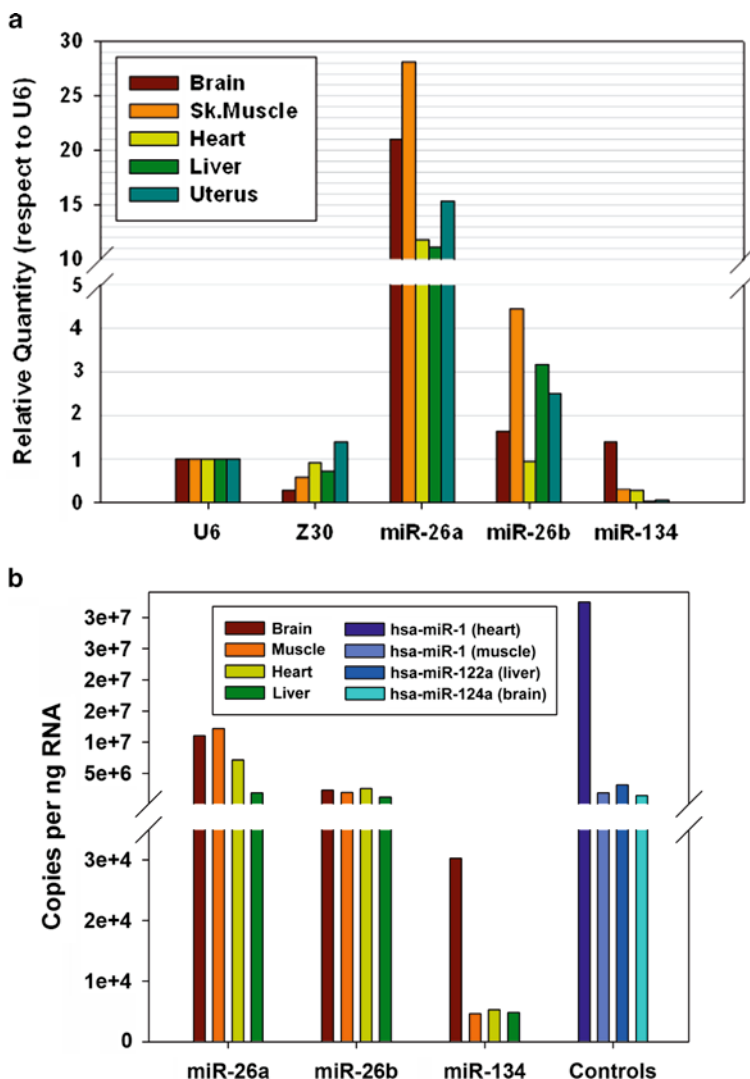 a
Relative Quantity (respect to U6)
30
25
20
15
10
5
4
3
2
1
0
Brain
Sk.Muscle
Heart
Liver
Uterus
U6 Z30 miR-26a miR-26b miR-134
b
Copies per ng RNA
3e+7
3e+7
2e+7
2e+7
1e+7
5e+6
3e+4
2e+4
1e+4
0
Brain
Muscle
Heart
Liver
hsa-miR-1 (heart)
hsa-miR-1 (muscle)
hsa-miR-122a (liver)
hsa-miR-124a (brain)
miR-26a miR-26b miR-134 Controls